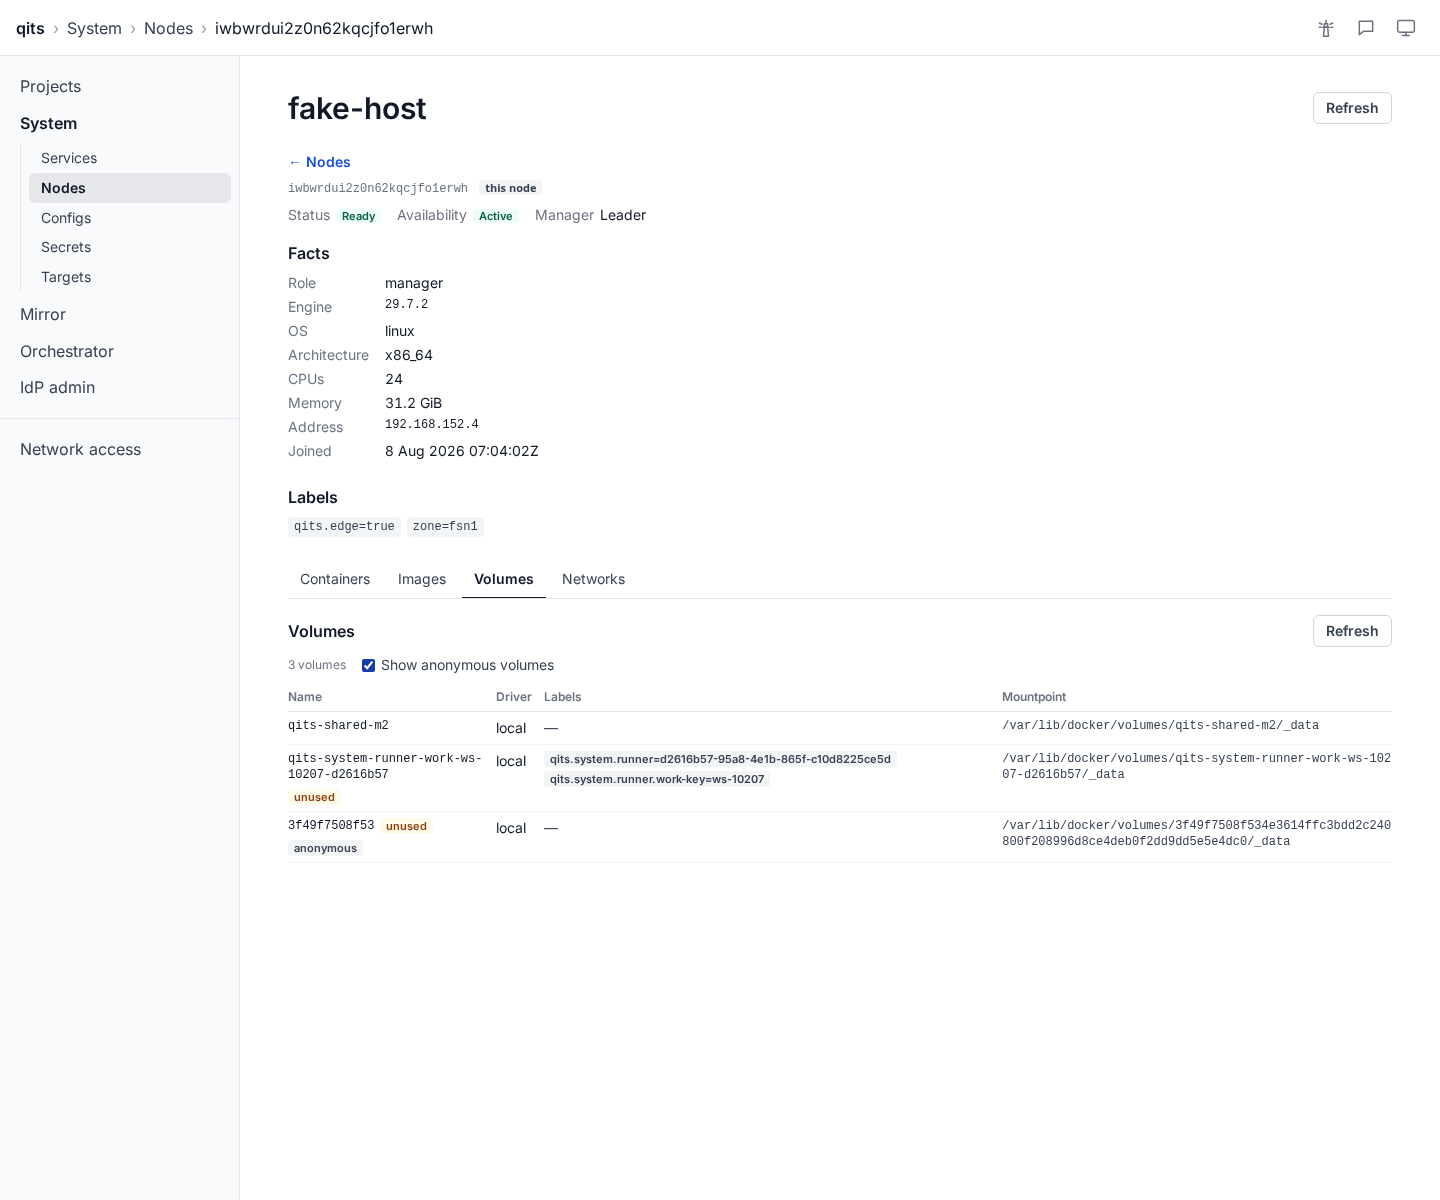 qits › System › Nodes › iwbwrdui2z0n62kqcjfo1erwh
Projects
System
Services
Nodes
Configs
Secrets
Targets
Mirror
Orchestrator
IdP admin
Network access
fake-host
Refresh
← Nodes
iwbwrdui2z0n62kqcjfo1erwh this node
Status Ready Availability Active Manager Leader
Facts
Role manager
Engine 29.7.2
OS linux
Architecture x86_64
CPUs 24
Memory 31.2 GiB
Address 192.168.152.4
Joined 8 Aug 2026 07:04:02Z
Labels
qits.edge=true zone=fsn1
Containers Images Volumes Networks
Volumes
Refresh
3 volumes Show anonymous volumes
Name Driver Labels Mountpoint
qits-shared-m2 local — /var/lib/docker/volumes/qits-shared-m2/_data
qits-system-runner-work-ws- local qits.system.runner=d2616b57-95a8-4e1b-865f-c10d8225ce5d /var/lib/docker/volumes/qits-system-runner-work-ws-102
10207-d2616b57 qits.system.runner.work-key=ws-10207 07-d2616b57/_data
unused
3f49f7508f53 unused local — /var/lib/docker/volumes/3f49f7508f534e3614ffc3bdd2c240
anonymous 800f208996d8ce4deb0f2dd9dd5e5e4dc0/_data